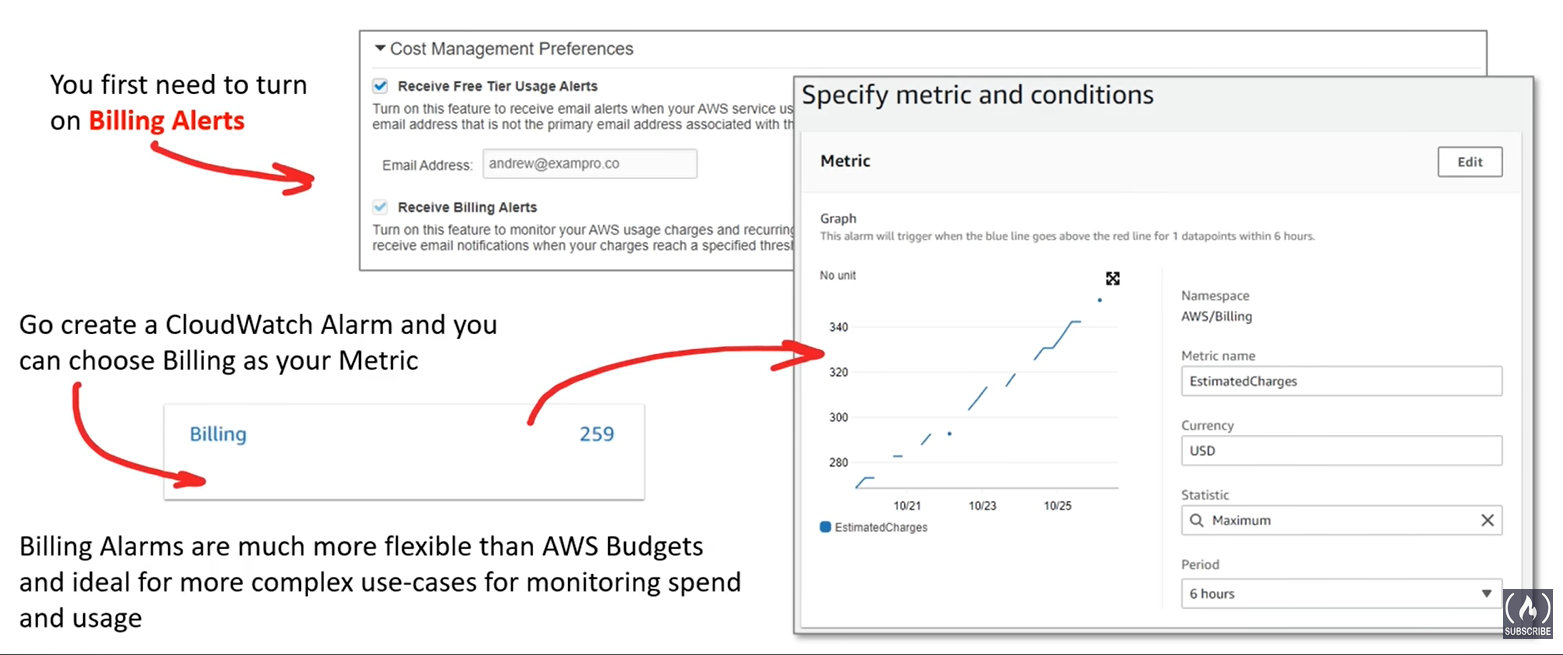 You first need to turn
on Billing Alerts
Cost Management Preferences
Receive Free Tier Usage Alerts
Turn on this feature to receive email alerts when your AWS service us
email address that is not the primary email address associated with th
Email Address: andrew@exampro.co
Receive Billing Alerts
Turn on this feature to monitor your AWS usage charges and recurring
receive email notifications when your charges reach a specified thresh
Go create a CloudWatch Alarm and you
can choose Billing as your Metric
Billing 259
Billing Alarms are much more flexible than AWS Budgets
and ideal for more complex use-cases for monitoring spend
and usage
Specify metric and conditions
Metric
Edit
Graph
This alarm will trigger when the blue line goes above the red line for 1 datapoints within 6 hours.
No unit
340
320
300
280
10/21 10/23 10/25
EstimatedCharges
Namespace
AWS/Billing
Metric name
EstimatedCharges
Currency
USD
Statistic
Maximum
Period
6 hours
SUBSCRIBE